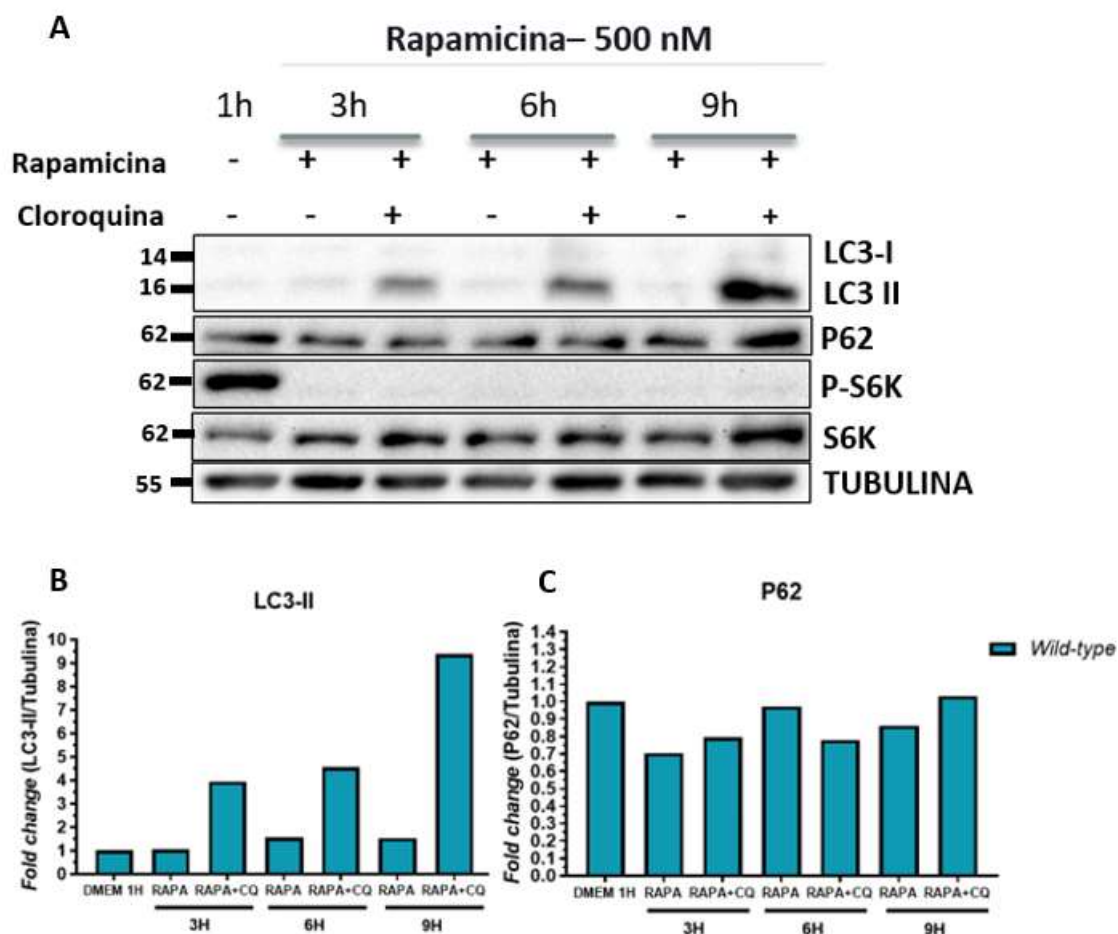 A
Rapamicina– 500 nM
1h 3h 6h 9h
Rapamicina - + + + + + +
Cloroquina - - + - + - +
14 LC3-I
16 LC3 II
62 P62
62 P-S6K
62 S6K
55 TUBULINA
B
LC3-II
Fold change (LC3-II/Tubulina)
10
9
8
7
6
5
4
3
2
1
0
DMEM 1H RAPA RAPA+CQ RAPA RAPA+CQ RAPA RAPA+CQ
3H 6H 9H
C
P62
Fold change (P62/Tubulina)
1.4
1.3
1.2
1.1
1.0
0.9
0.8
0.7
0.6
0.5
0.4
0.3
0.2
0.1
0.0
DMEM 1H RAPA RAPA+CQ RAPA RAPA+CQ RAPA RAPA+CQ
3H 6H 9H
Wild-type